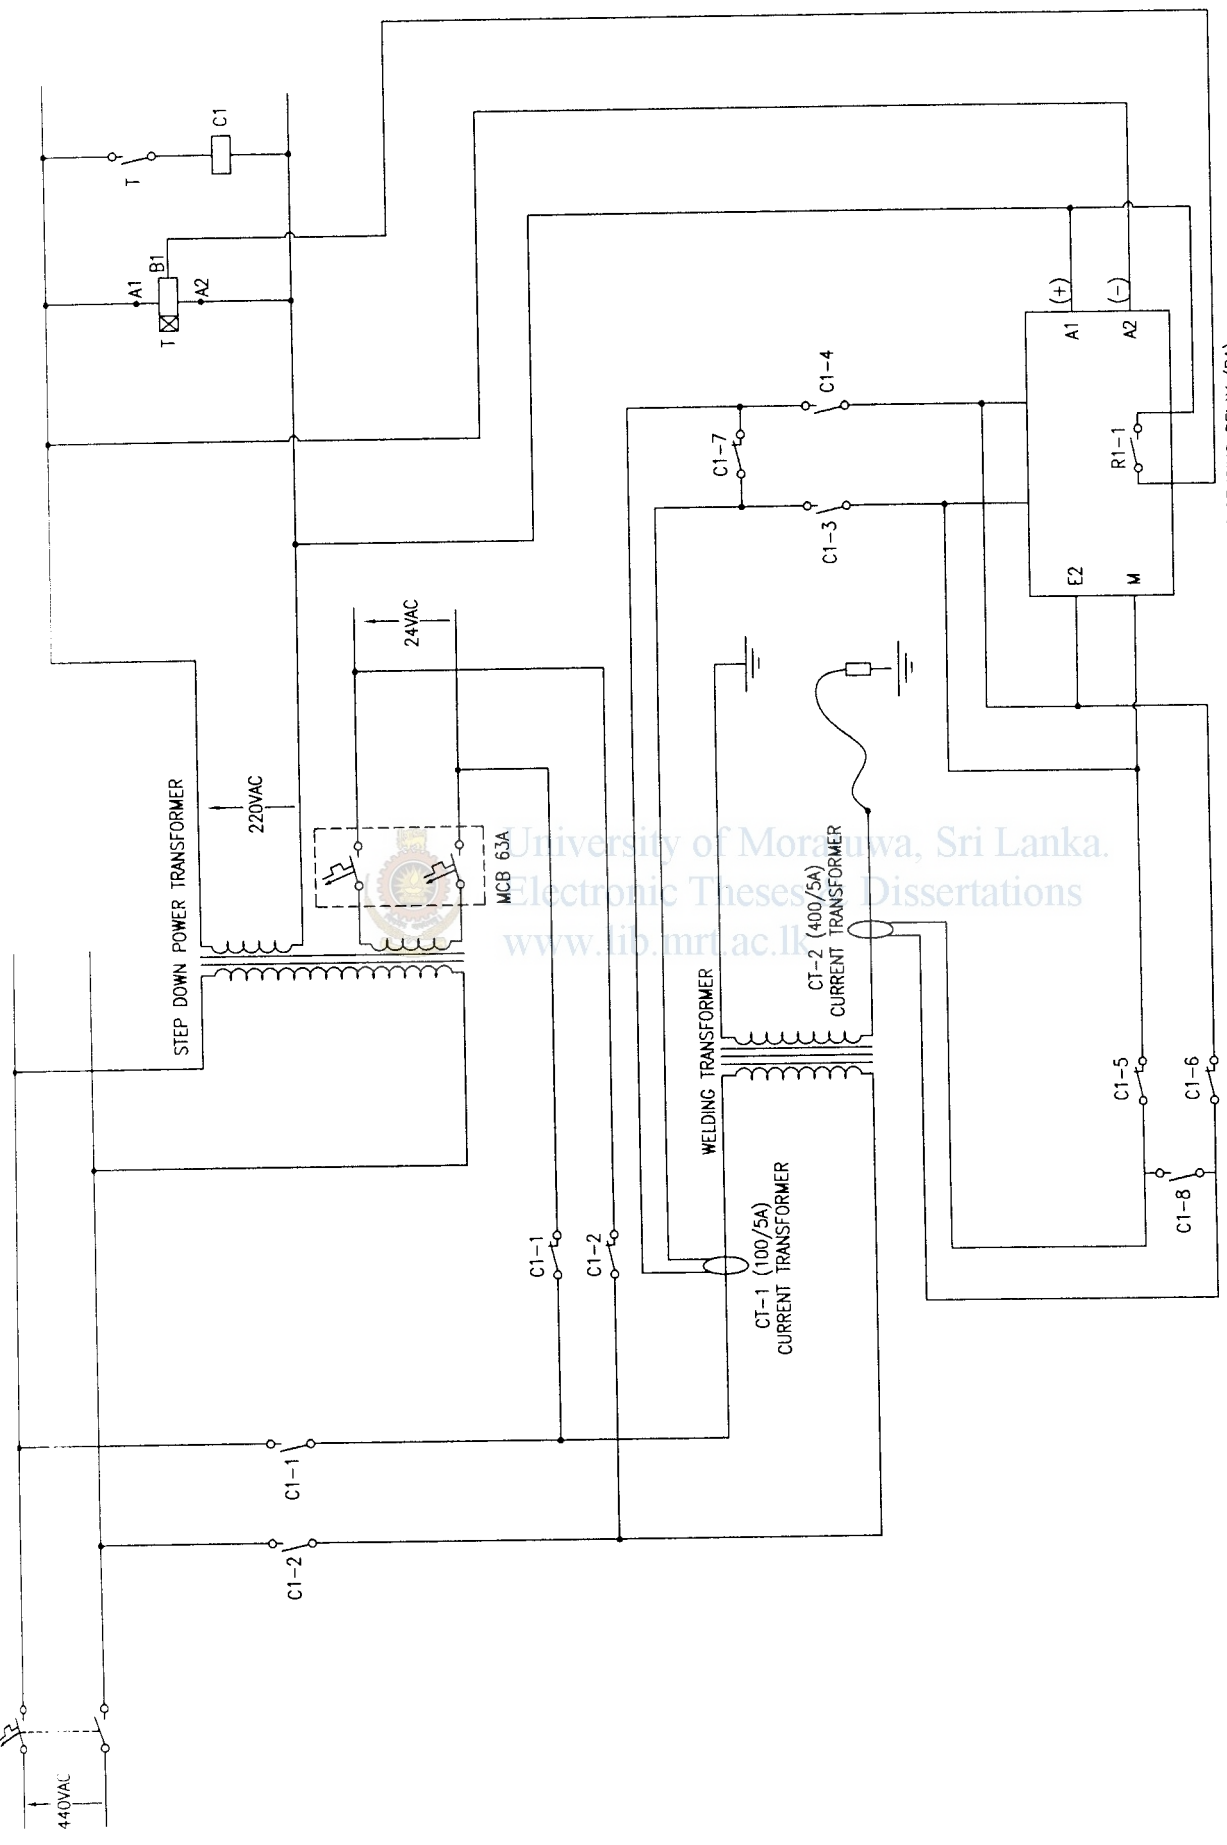 440VAC
C1-2
C1-1
STEP DOWN POWER TRANSFORMER
220VAC
MCB 63A
24VAC
T
A1
B1
A2
T
C1
C1-1
C1-2
CT-1 (100/5A)
CURRENT TRANSFORMER
WELDING TRANSFORMER
CT-2 (400/5A)
CURRENT TRANSFORMER
C1-3
C1-7
C1-4
C1-8
C1-5
C1-6
E2
M
R1-1
A1
(+)
A2
(-)
University of Moratuwa, Sri Lanka.
Electronic Theses & Dissertations
www.lib.mrt.ac.lk